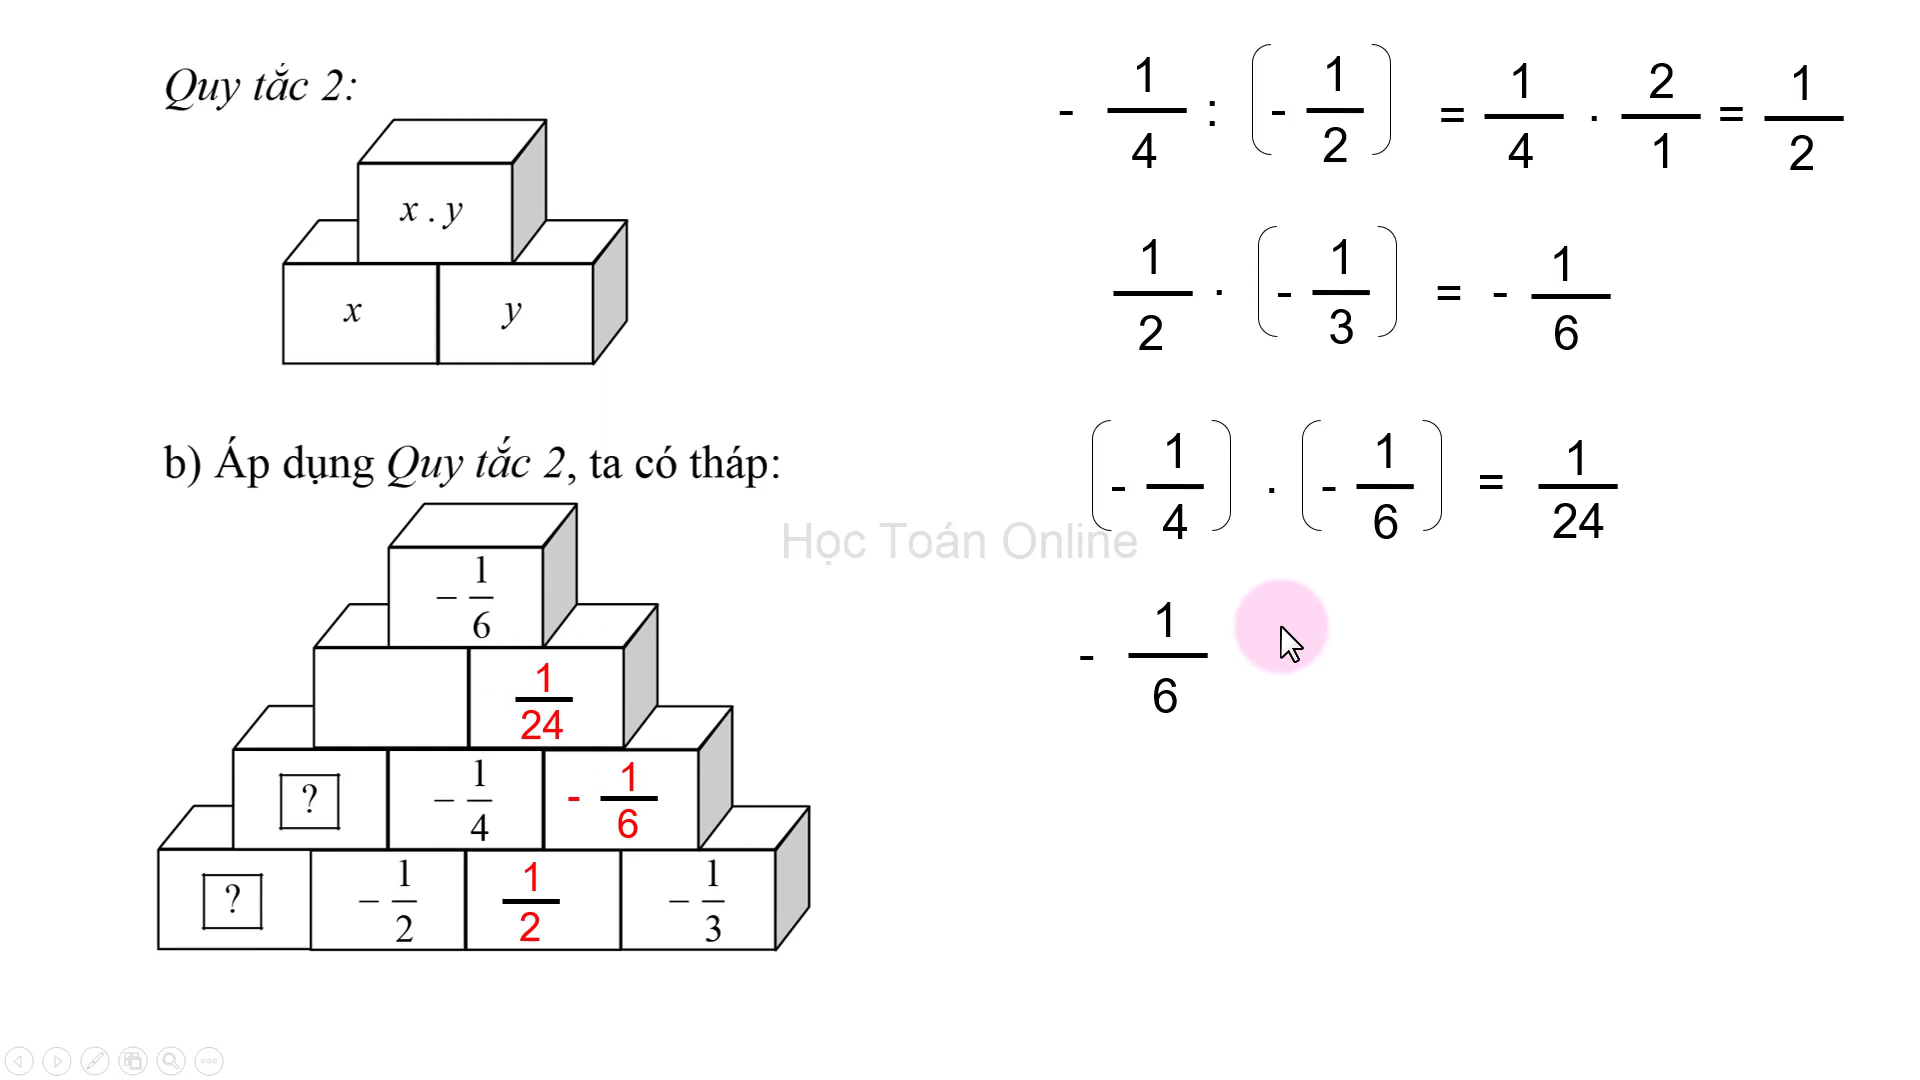 Quy tắc 2:
x . y
x y
b) Áp dụng Quy tắc 2, ta có tháp:
- 1/6
1/24
? - 1/4 - 1/6
? - 1/2 1/2 - 1/3
- 1/4 : (- 1/2) = 1/4 . 2/1 = 1/2
1/2 . (- 1/3) = - 1/6
(- 1/4) . (- 1/6) = 1/24
Học Toán Online
- 1/6